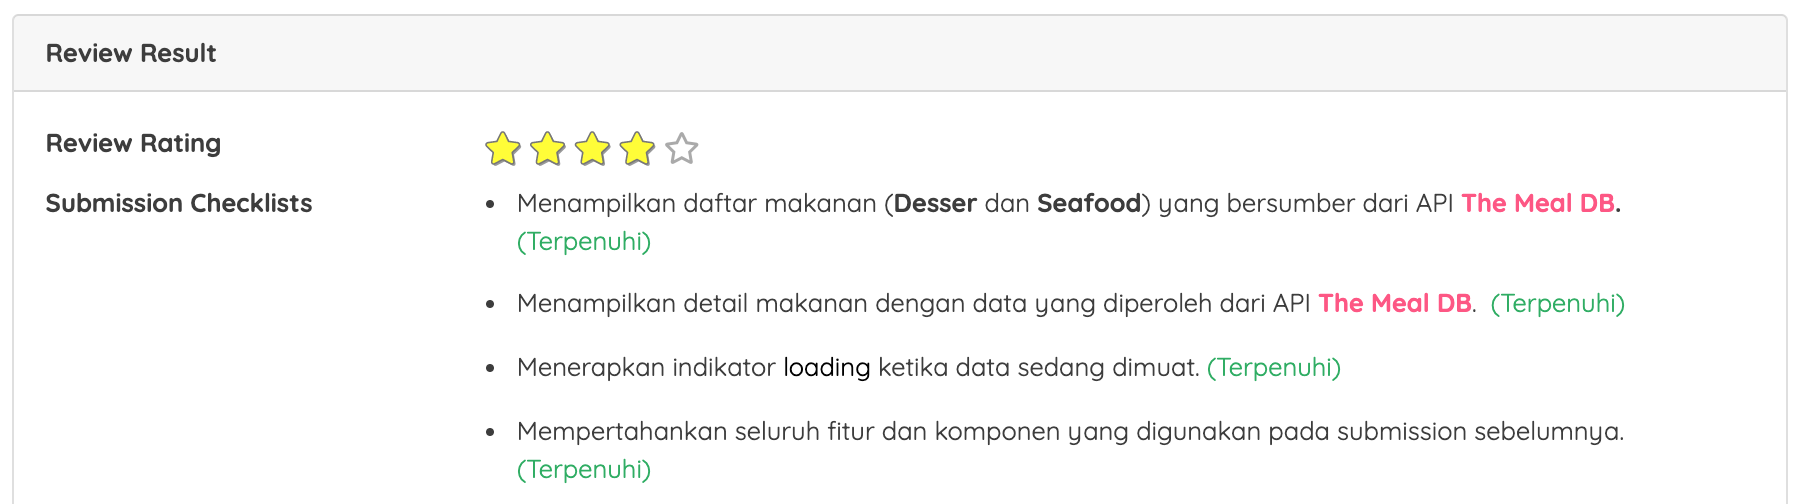 Review Result
Review Rating
Submission Checklists
• Menampilkan daftar makanan (Desser dan Seafood) yang bersumber dari API The Meal DB.
(Terpenuhi)
• Menampilkan detail makanan dengan data yang diperoleh dari API The Meal DB. (Terpenuhi)
• Menerapkan indikator loading ketika data sedang dimuat. (Terpenuhi)
• Mempertahankan seluruh fitur dan komponen yang digunakan pada submission sebelumnya.
(Terpenuhi)